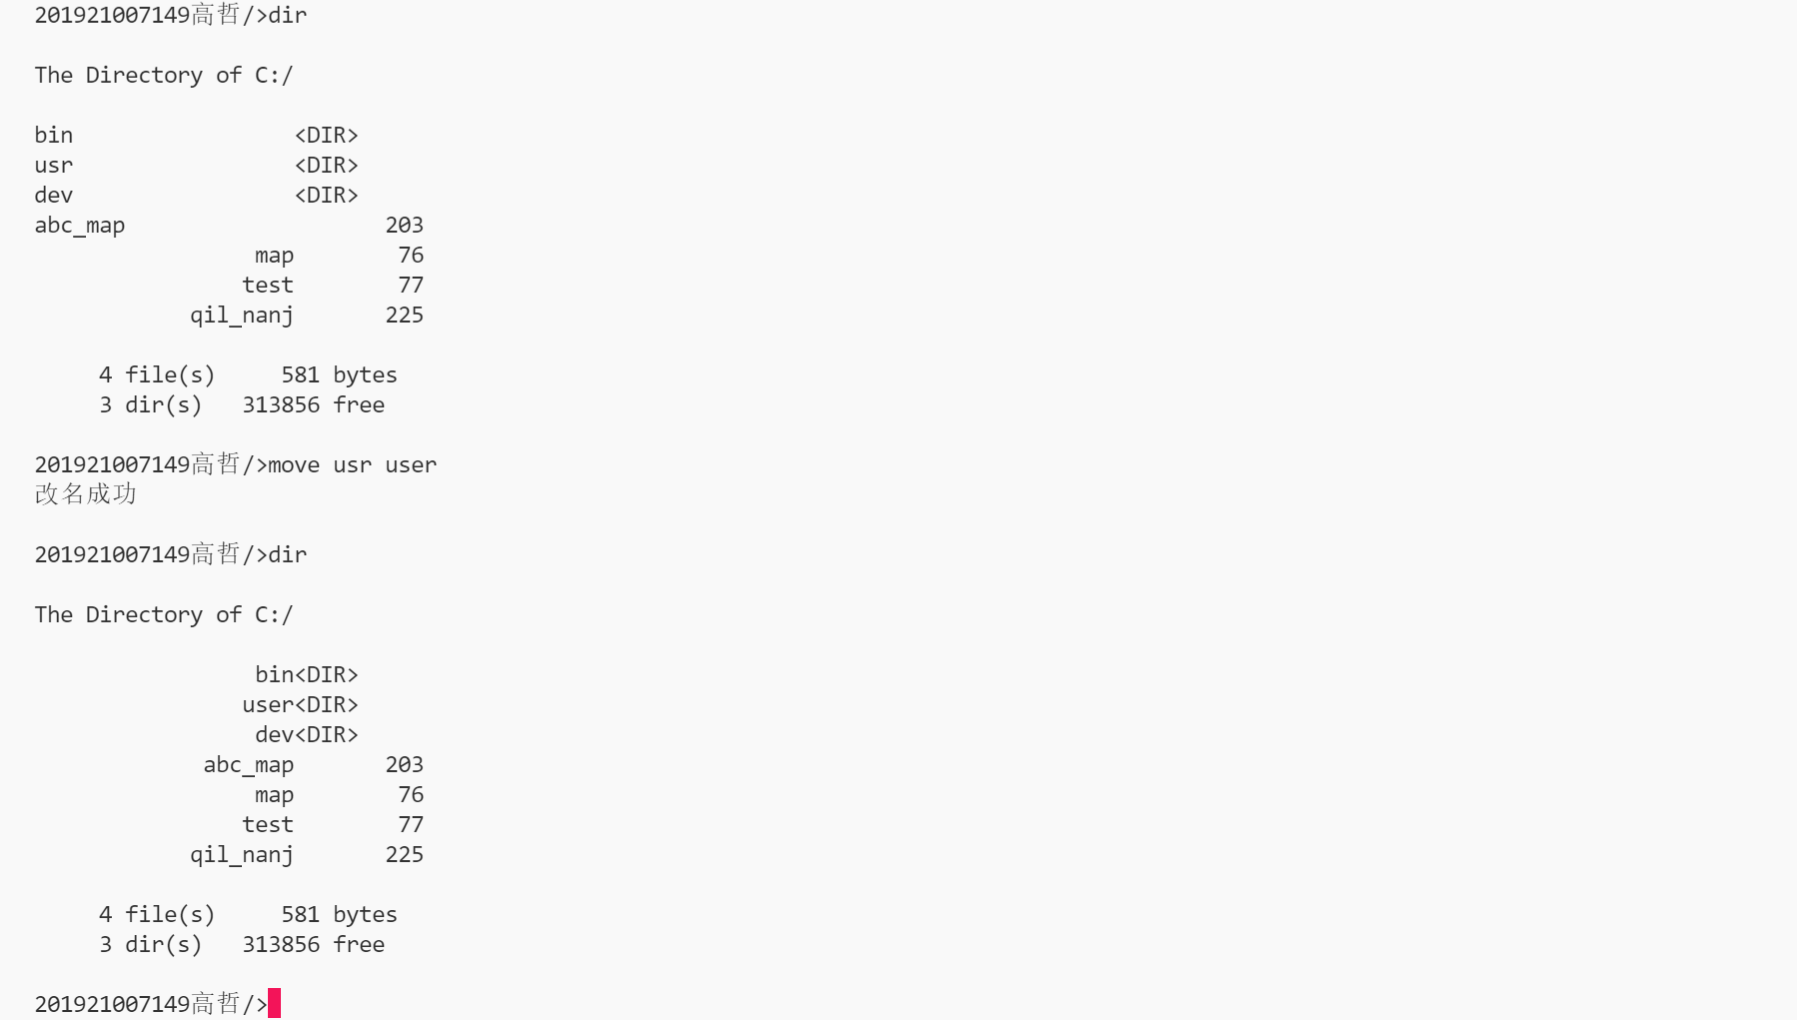 201921007149高哲/>dir
The Directory of C:/
bin                 <DIR>
usr                 <DIR>
dev                 <DIR>
abc_map                    203
                 map        76
                test        77
            qil_nanj       225
     4 file(s)     581 bytes
     3 dir(s)   313856 free
201921007149高哲/>move usr user
改名成功
201921007149高哲/>dir
The Directory of C:/
                 bin<DIR>
                user<DIR>
                 dev<DIR>
             abc_map       203
                 map        76
                test        77
            qil_nanj       225
     4 file(s)     581 bytes
     3 dir(s)   313856 free
201921007149高哲/>